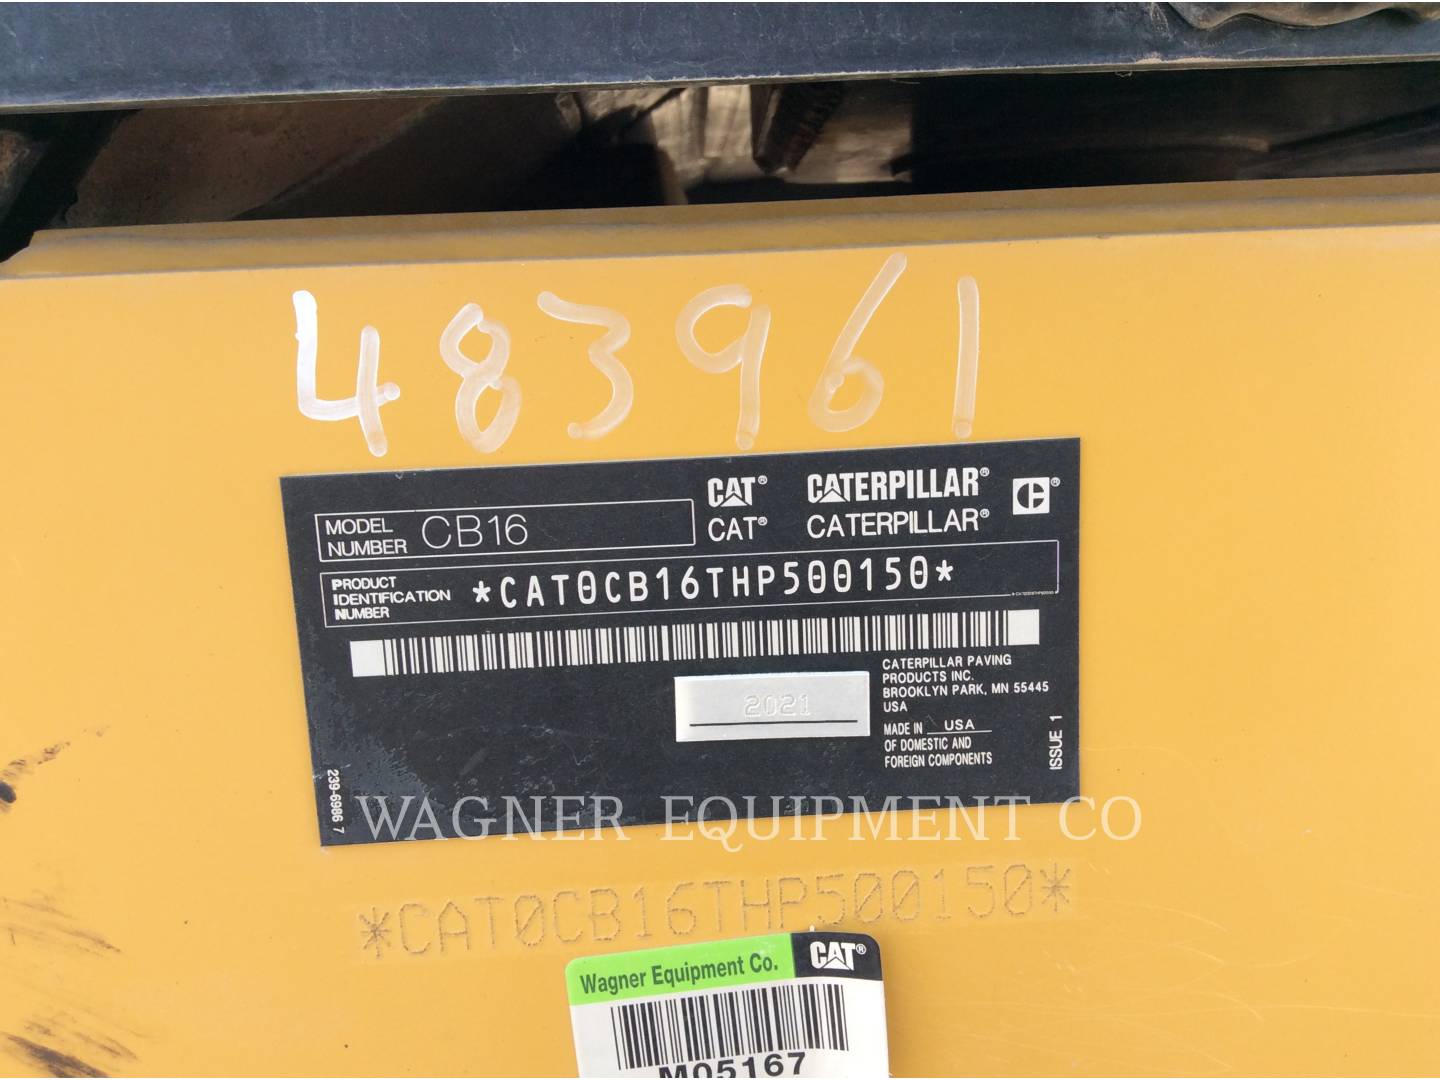 483961
CAT® CATERPILLAR®
MODEL NUMBER CB16 CAT® CATERPILLAR®
PRODUCT IDENTIFICATION NUMBER *CAT0CB16THP500150*
CATERPILLAR PAVING
PRODUCTS INC.
BROOKLYN PARK, MN 55445
USA
2021
MADE IN USA
OF DOMESTIC AND
FOREIGN COMPONENTS
ISSUE 1
239-6986 7
WAGNER EQUIPMENT CO
*CAT0CB16THP500150*
Wagner Equipment Co. CAT®
M05167